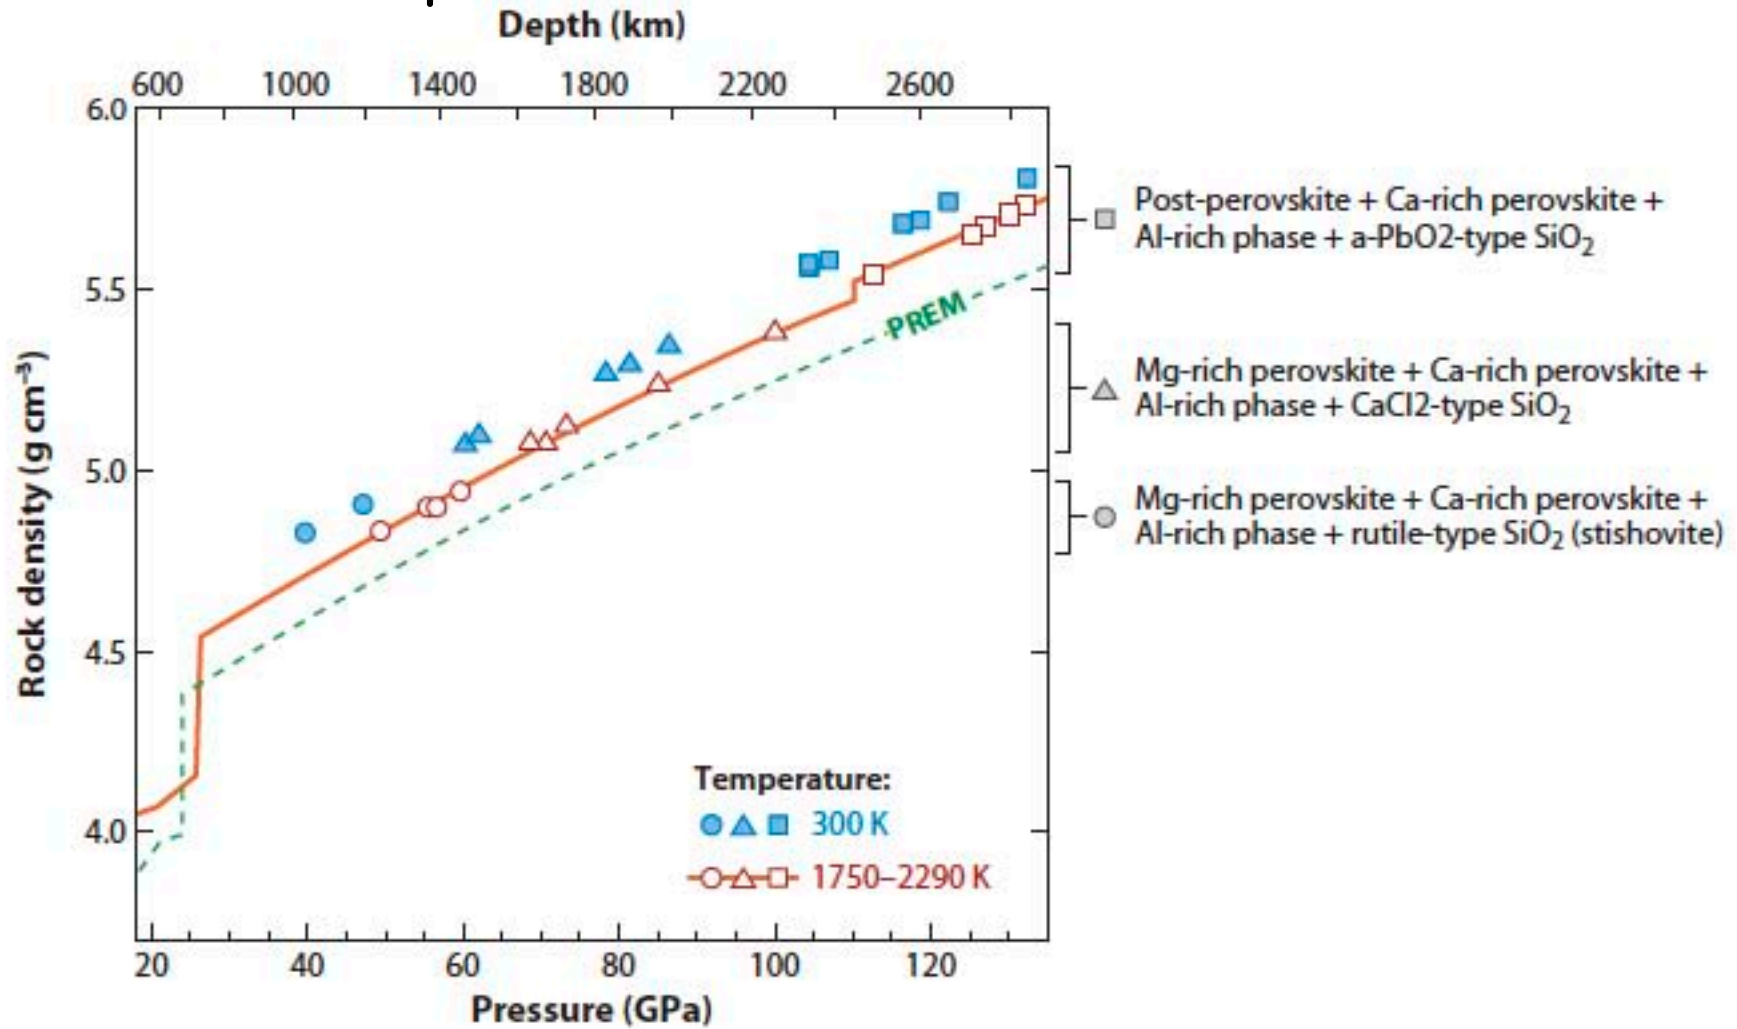 Depth (km)
600 1000 1400 1800 2200 2600
6.0
5.5
5.0
4.5
4.0
Rock density (g cm⁻³)
PREM
Post-perovskite + Ca-rich perovskite +
Al-rich phase + a-PbO2-type SiO₂
Mg-rich perovskite + Ca-rich perovskite +
Al-rich phase + CaCl2-type SiO₂
Mg-rich perovskite + Ca-rich perovskite +
Al-rich phase + rutile-type SiO₂ (stishovite)
Temperature:
300 K
1750–2290 K
20 40 60 80 100 120
Pressure (GPa)